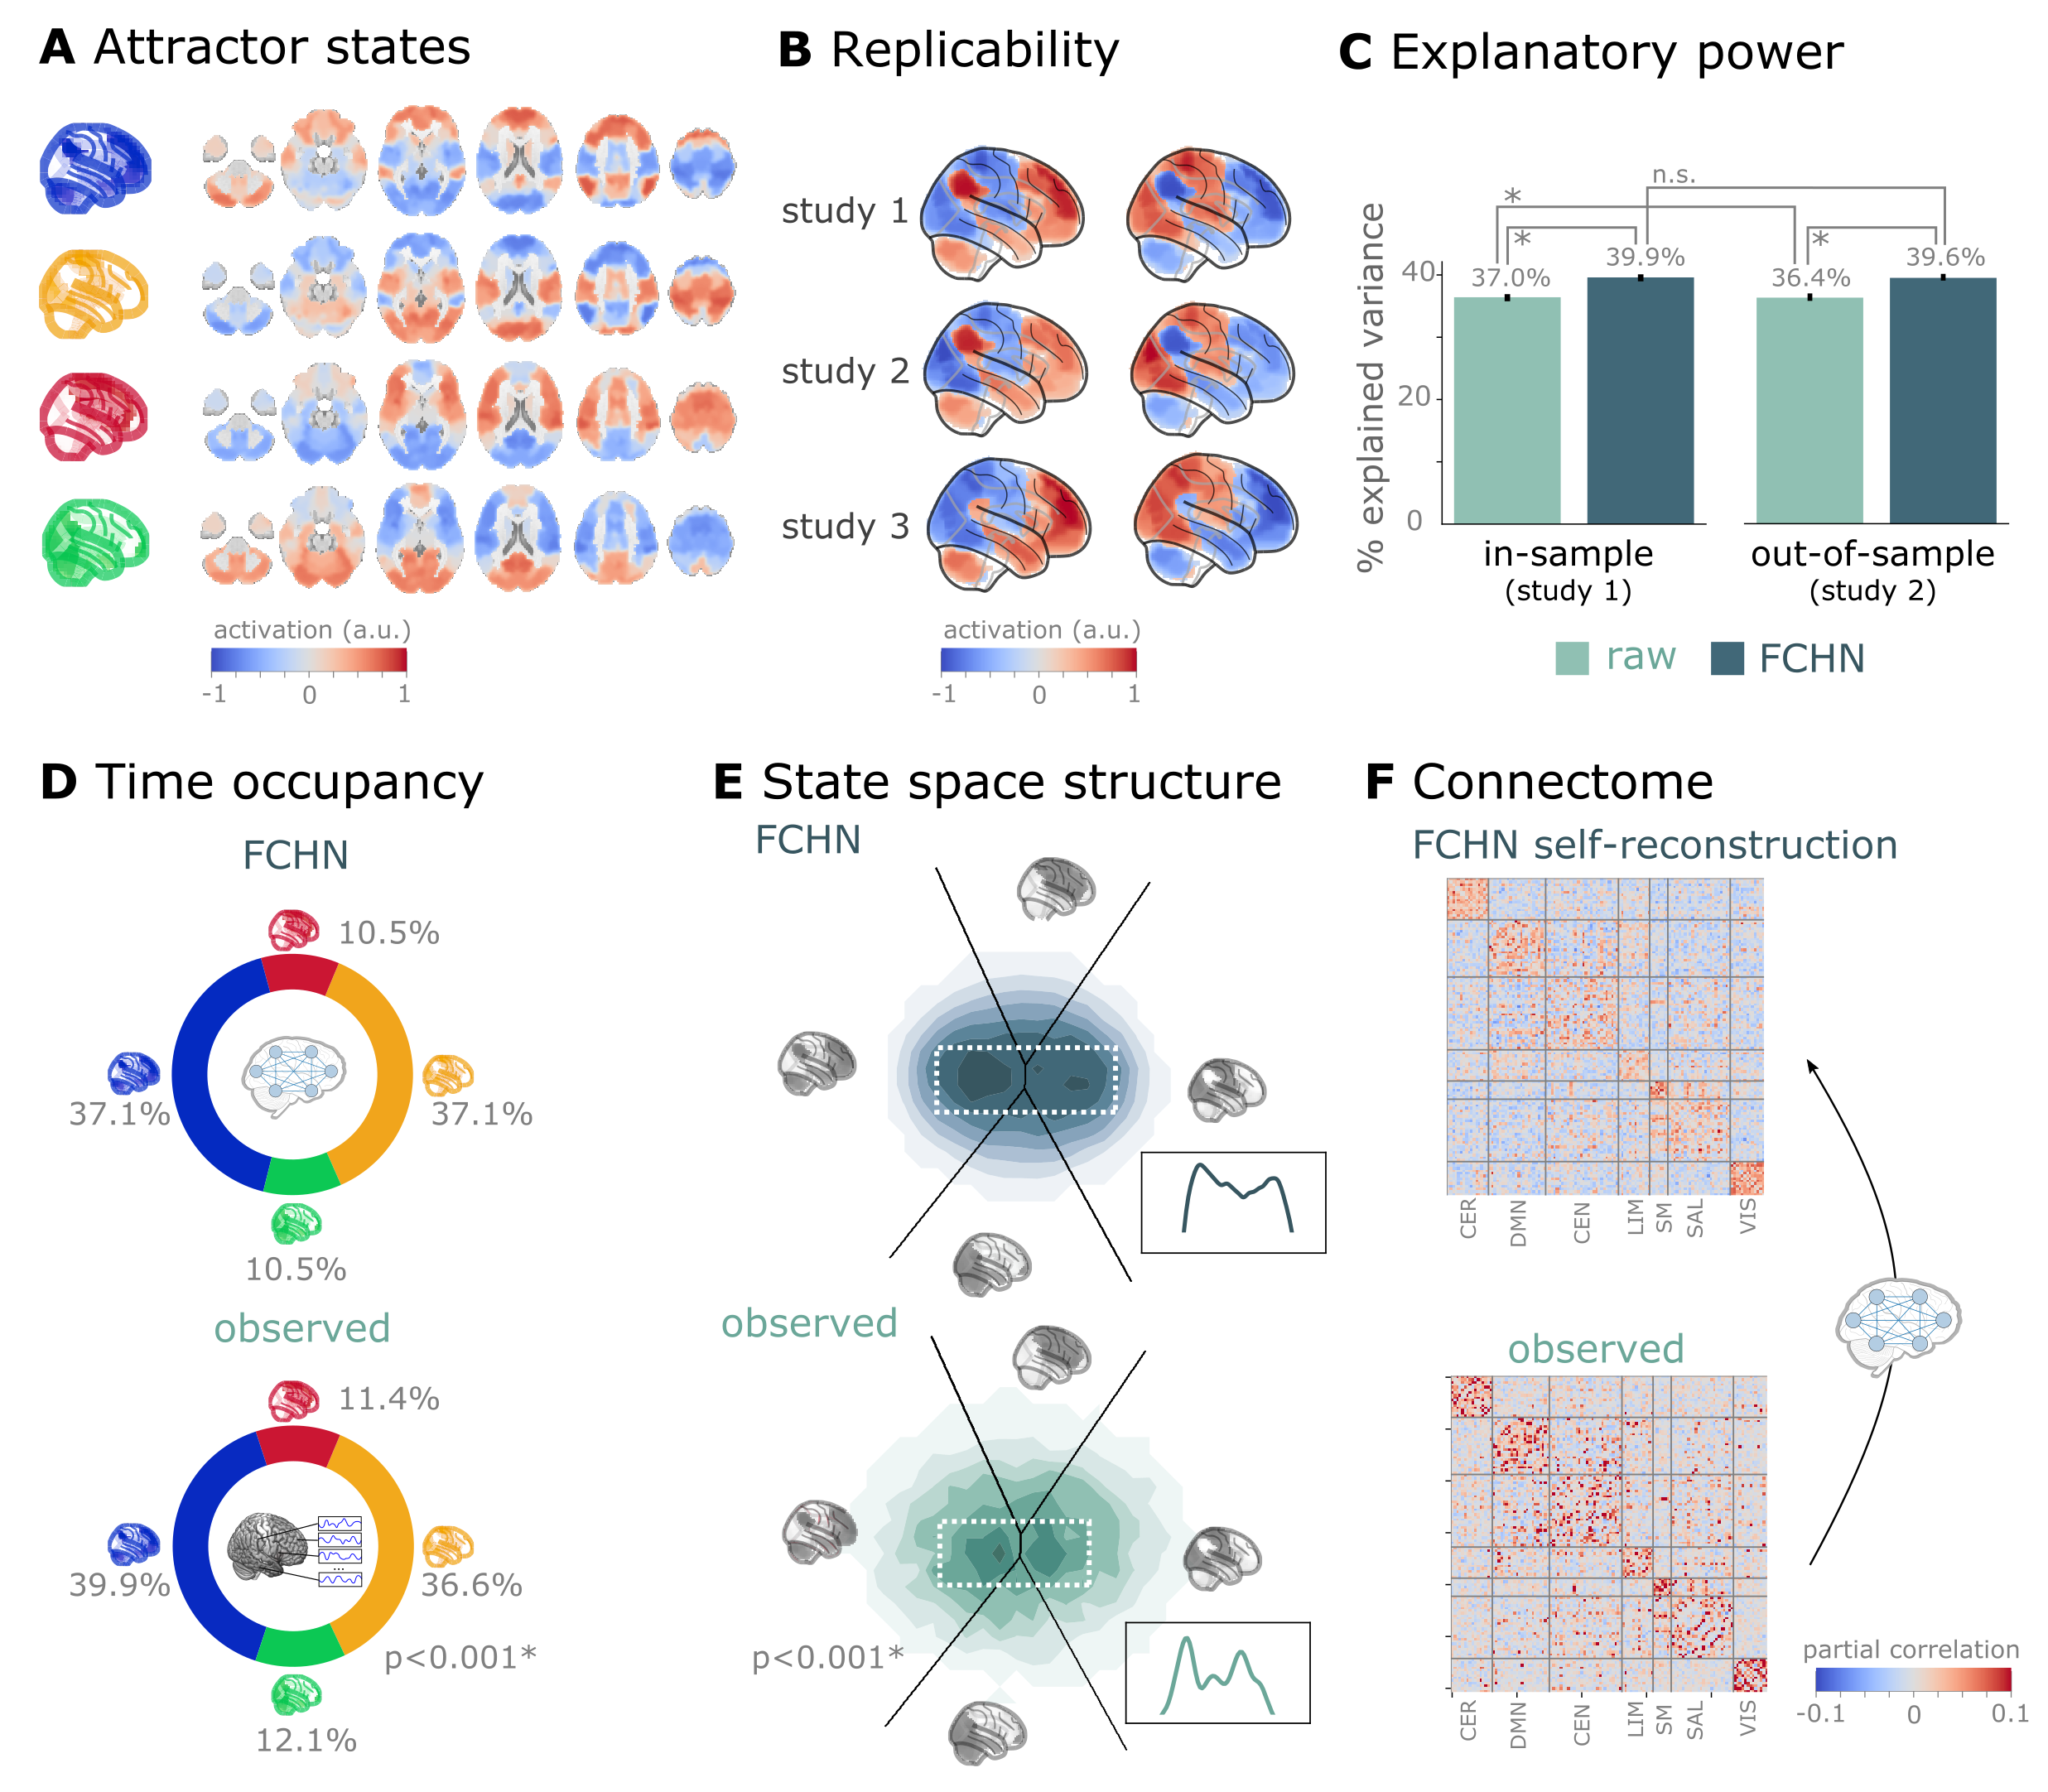 A Attractor states
activation (a.u.)
-1 0 1
B Replicability
study 1
study 2
study 3
activation (a.u.)
-1 0 1
C Explanatory power
n.s.
*
* *
37.0% 39.9% 36.4% 39.6%
% explained variance
40
20
0
in-sample
(study 1)
out-of-sample
(study 2)
raw FCHN
D Time occupancy
FCHN
10.5%
37.1% 37.1%
10.5%
observed
11.4%
39.9% 36.6%
p<0.001*
12.1%
E State space structure
FCHN
observed
p<0.001*
F Connectome
FCHN self-reconstruction
CER DMN CEN LIM SM SAL VIS
observed
CER DMN CEN LIM SM SAL VIS
partial correlation
-0.1 0 0.1